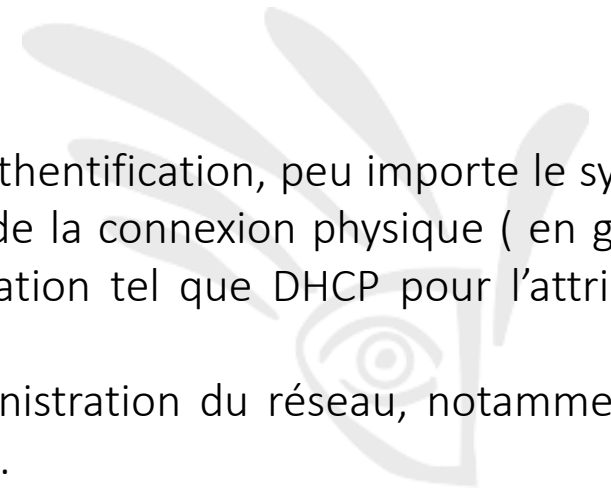 thentification, peu importe le sy
de la connexion physique ( en g
ation tel que DHCP pour l’attri
nistration du réseau, notamme
.